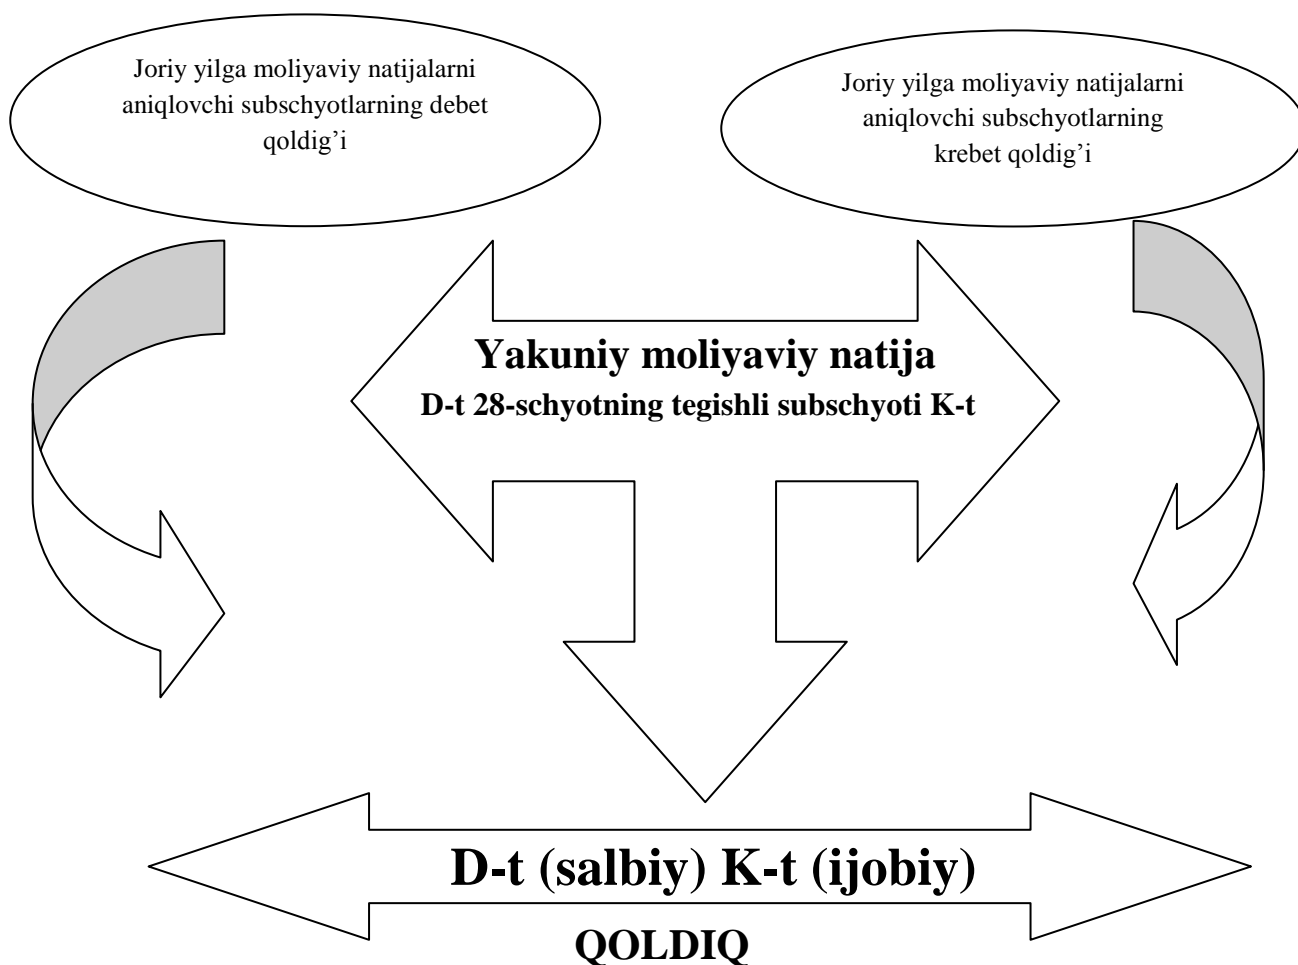 Joriy yilga moliyaviy natijalarni
aniqlovchi subschyotlarning debet
qoldig’i
Joriy yilga moliyaviy natijalarni
aniqlovchi subschyotlarning
krebet qoldig’i
Yakuniy moliyaviy natija
D-t 28-schyotning tegishli subschyoti K-t
D-t (salbiy) K-t (ijobiy)
QOLDIQ